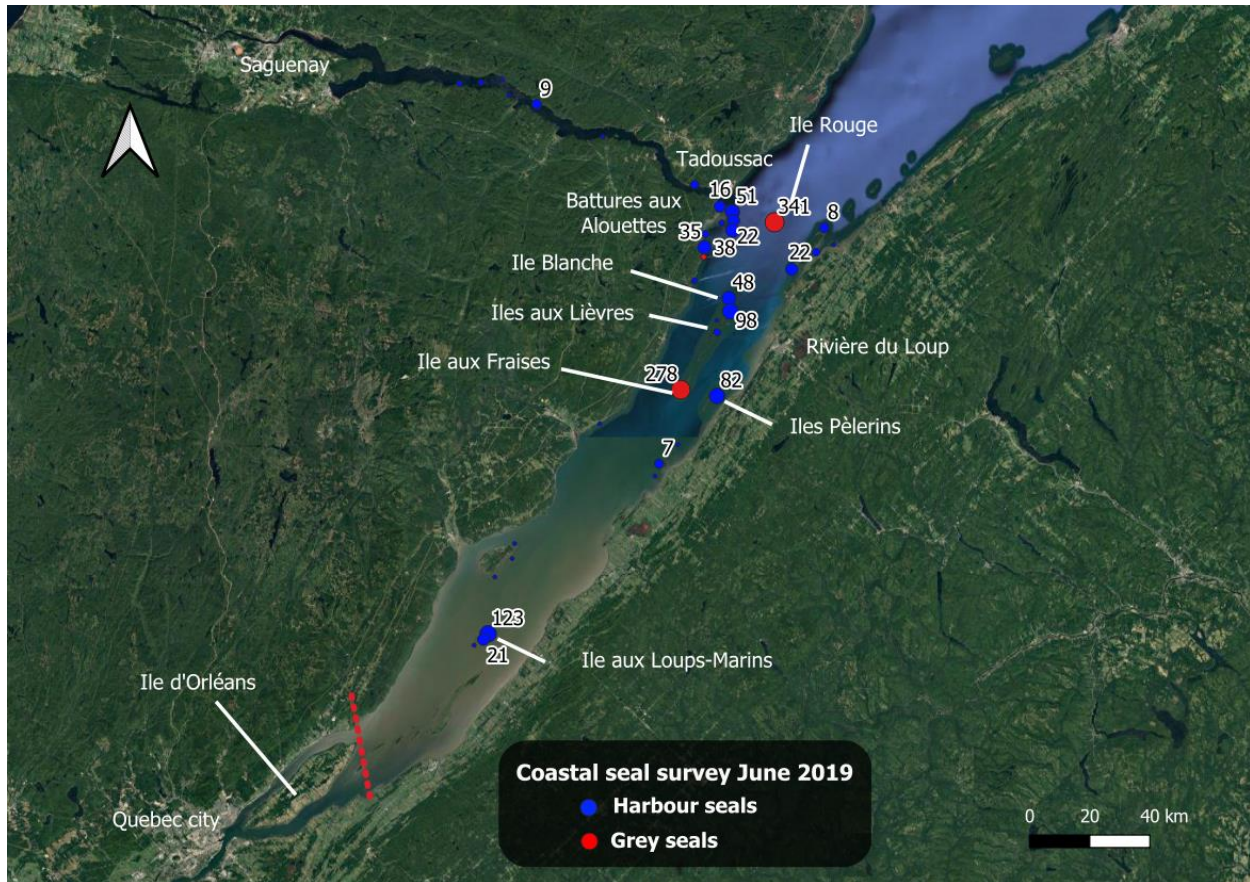 Saguenay
9
Ile Rouge
Tadoussac
16
51
341
Battures aux
Alouettes
8
35
38
22
22
Ile Blanche
48
Iles aux Lièvres
98
Rivière du Loup
Ile aux Fraises
278
82
Iles Pèlerins
7
123
21
Ile aux Loups-Marins
Ile d'Orléans
Quebec city
Coastal seal survey June 2019
Harbour seals
Grey seals
0
20
40 km